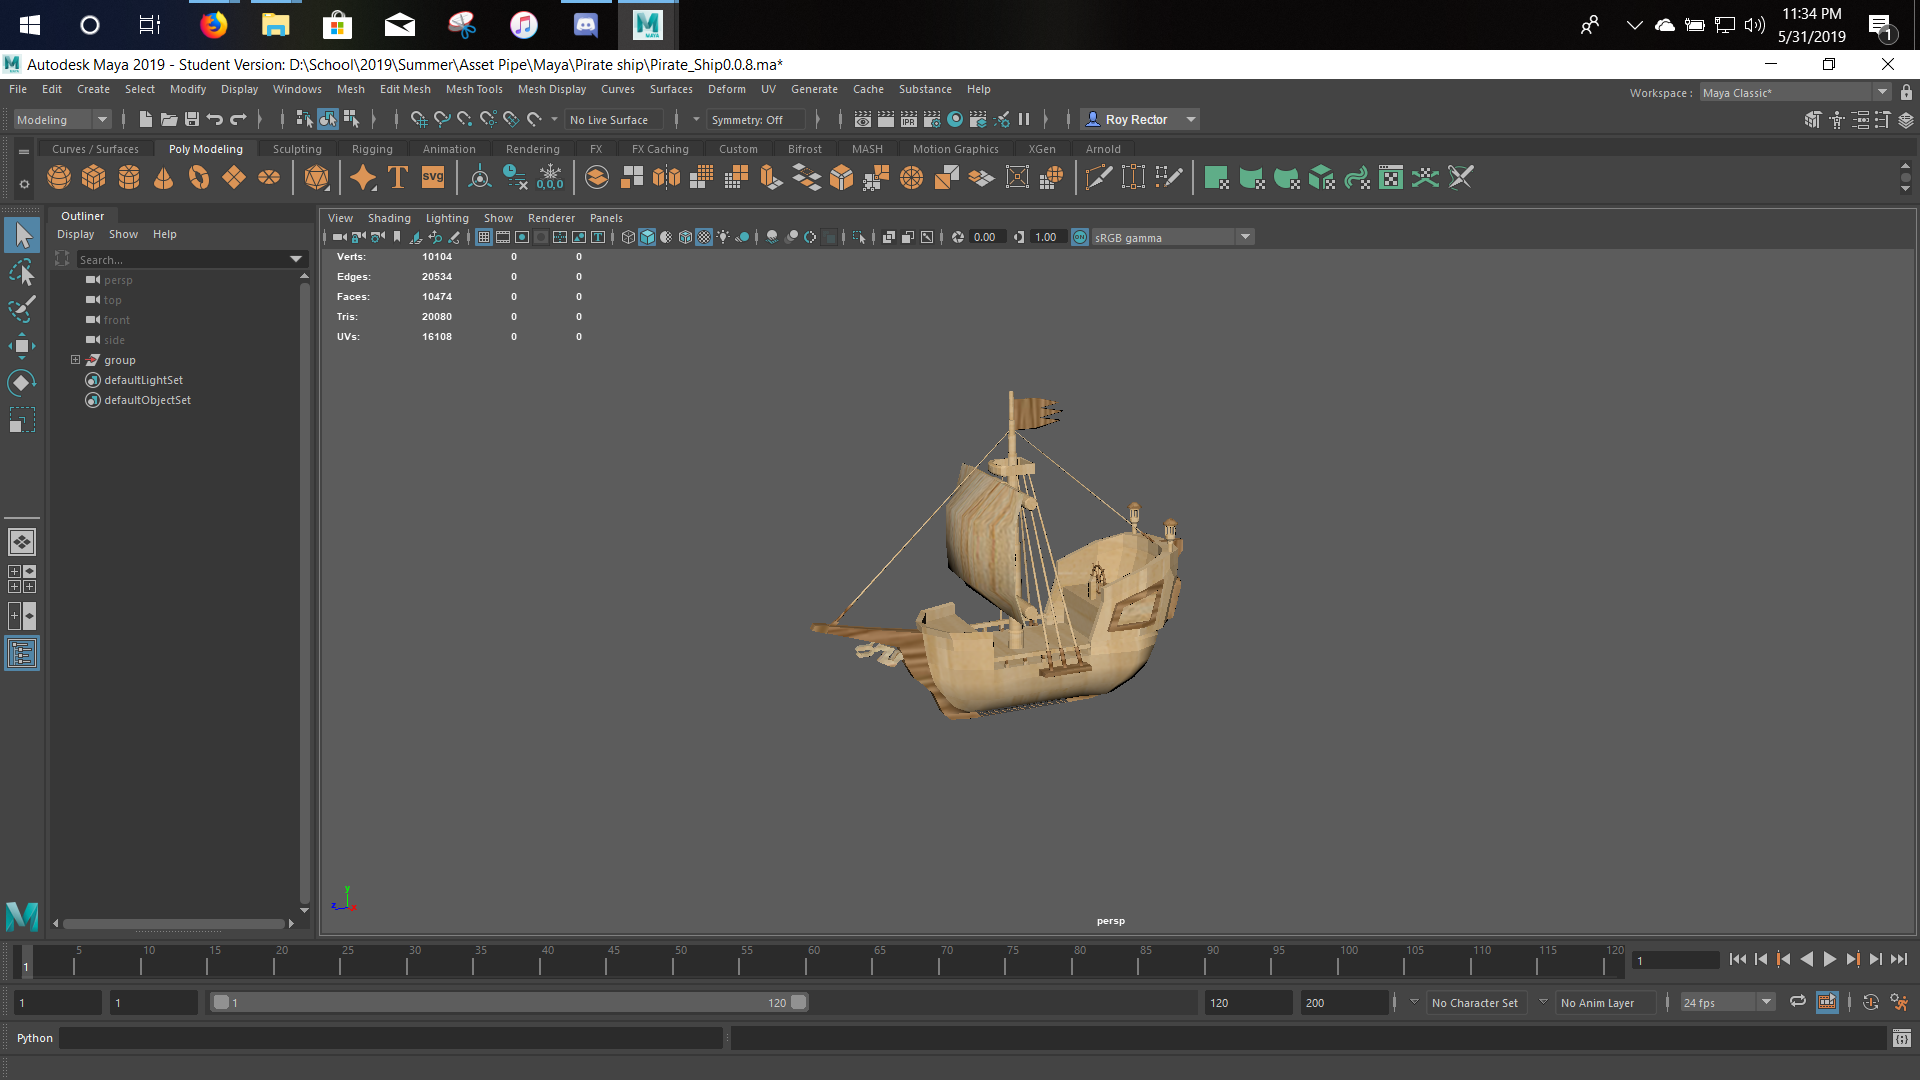 11:34 PM
5/31/2019
1
Autodesk Maya 2019 - Student Version: D:\School\2019\Summer\Asset Pipe\Maya\Pirate ship\Pirate_Ship0.0.8.ma*
File Edit Create Select Modify Display Windows Mesh Edit Mesh Mesh Tools Mesh Display Curves Surfaces Deform UV Generate Cache Substance Help
Workspace : Maya Classic*
Modeling No Live Surface Symmetry: Off IPR Roy Rector
Curves / Surfaces Poly Modeling Sculpting Rigging Animation Rendering FX FX Caching Custom Bifrost MASH Motion Graphics XGen Arnold
T SVG 0,0,0
Outliner
Display Show Help
Search...
persp
top
front
side
group
defaultLightSet
defaultObjectSet
View Shading Lighting Show Renderer Panels
0.00 1.00 ON sRGB gamma
Verts: 10104 0 0
Edges: 20534 0 0
Faces: 10474 0 0
Tris: 20080 0 0
UVs: 16108 0 0
y
z x
persp
MAYA
M
1 5 10 15 20 25 30 35 40 45 50 55 60 65 70 75 80 85 90 95 100 105 110 115 120
1
1 1 1 120 120 200 No Character Set No Anim Layer 24 fps
Python